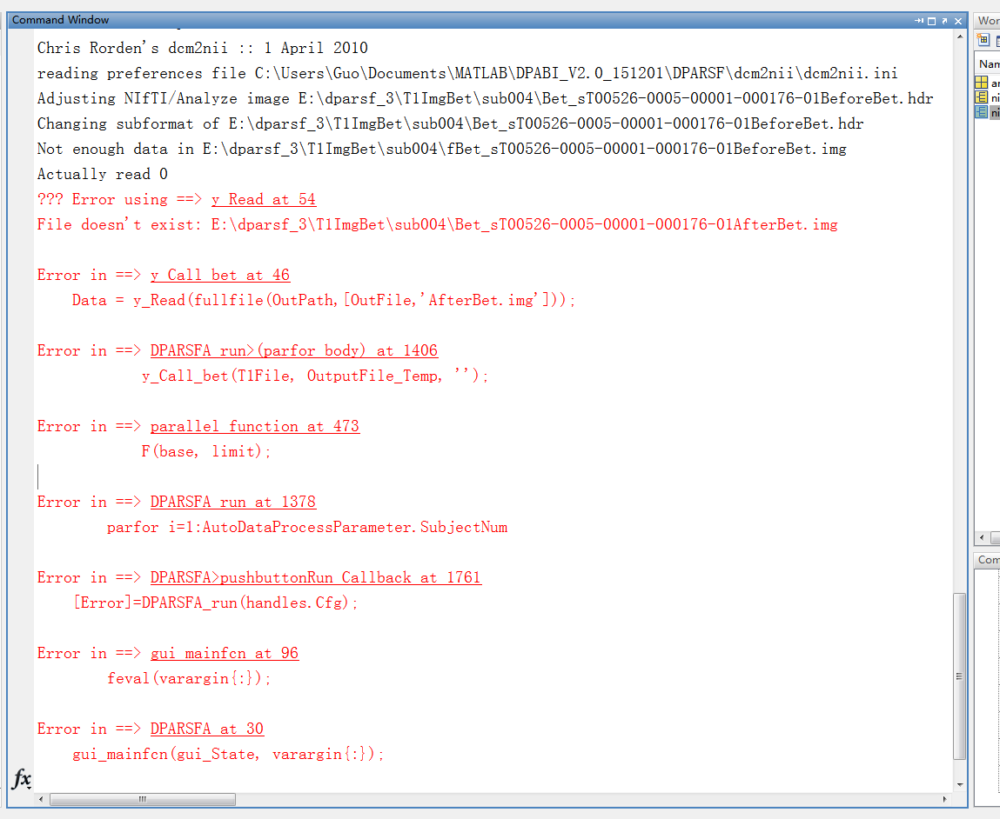 Command Window
Chris Rorden's dcm2nii :: 1 April 2010
reading preferences file C:\Users\Guo\Documents\MATLAB\DPABI_V2.0_151201\DPARSF\dcm2nii\dcm2nii.ini
Adjusting NIfTI/Analyze image E:\dparsf_3\T1ImgBet\sub004\Bet_sT00526-0005-00001-000176-01BeforeBet.hdr
Changing subformat of E:\dparsf_3\T1ImgBet\sub004\Bet_sT00526-0005-00001-000176-01BeforeBet.hdr
Not enough data in E:\dparsf_3\T1ImgBet\sub004\fBet_sT00526-0005-00001-000176-01BeforeBet.img
Actually read 0
??? Error using ==> y_Read at 54
File doesn't exist: E:\dparsf_3\T1ImgBet\sub004\Bet_sT00526-0005-00001-000176-01AfterBet.img
Error in ==> y_Call_bet at 46
Data = y_Read(fullfile(OutPath,[OutFile,'AfterBet.img']));
Error in ==> DPARSFA_run>(parfor body) at 1406
y_Call_bet(T1File, OutputFile_Temp, '');
Error in ==> parallel_function at 473
F(base, limit);
Error in ==> DPARSFA_run at 1378
parfor i=1:AutoDataProcessParameter.SubjectNum
Error in ==> DPARSFA>pushbuttonRun_Callback at 1761
[Error]=DPARSFA_run(handles.Cfg);
Error in ==> gui_mainfcn at 96
feval(varargin{:});
Error in ==> DPARSFA at 30
gui_mainfcn(gui_State, varargin{:});
fx